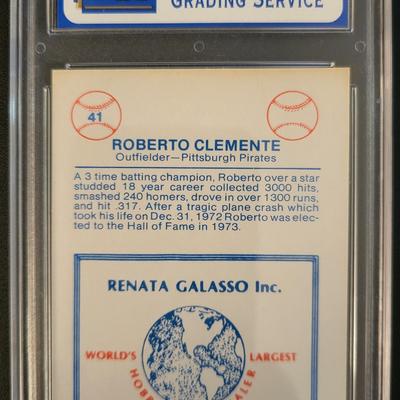 GRADING SERVICE
41
ROBERTO CLEMENTE
Outfielder—Pittsburgh Pirates
A 3 time batting champion, Roberto over a star
studded 18 year career collected 3000 hits,
smashed 240 homers, drove in over 1300 runs,
and hit .317. After a tragic plane crash which
took his life on Dec. 31, 1972 Roberto was elec-
ted to the Hall of Fame in 1973.
RENATA GALASSO Inc.
WORLD'S LARGEST